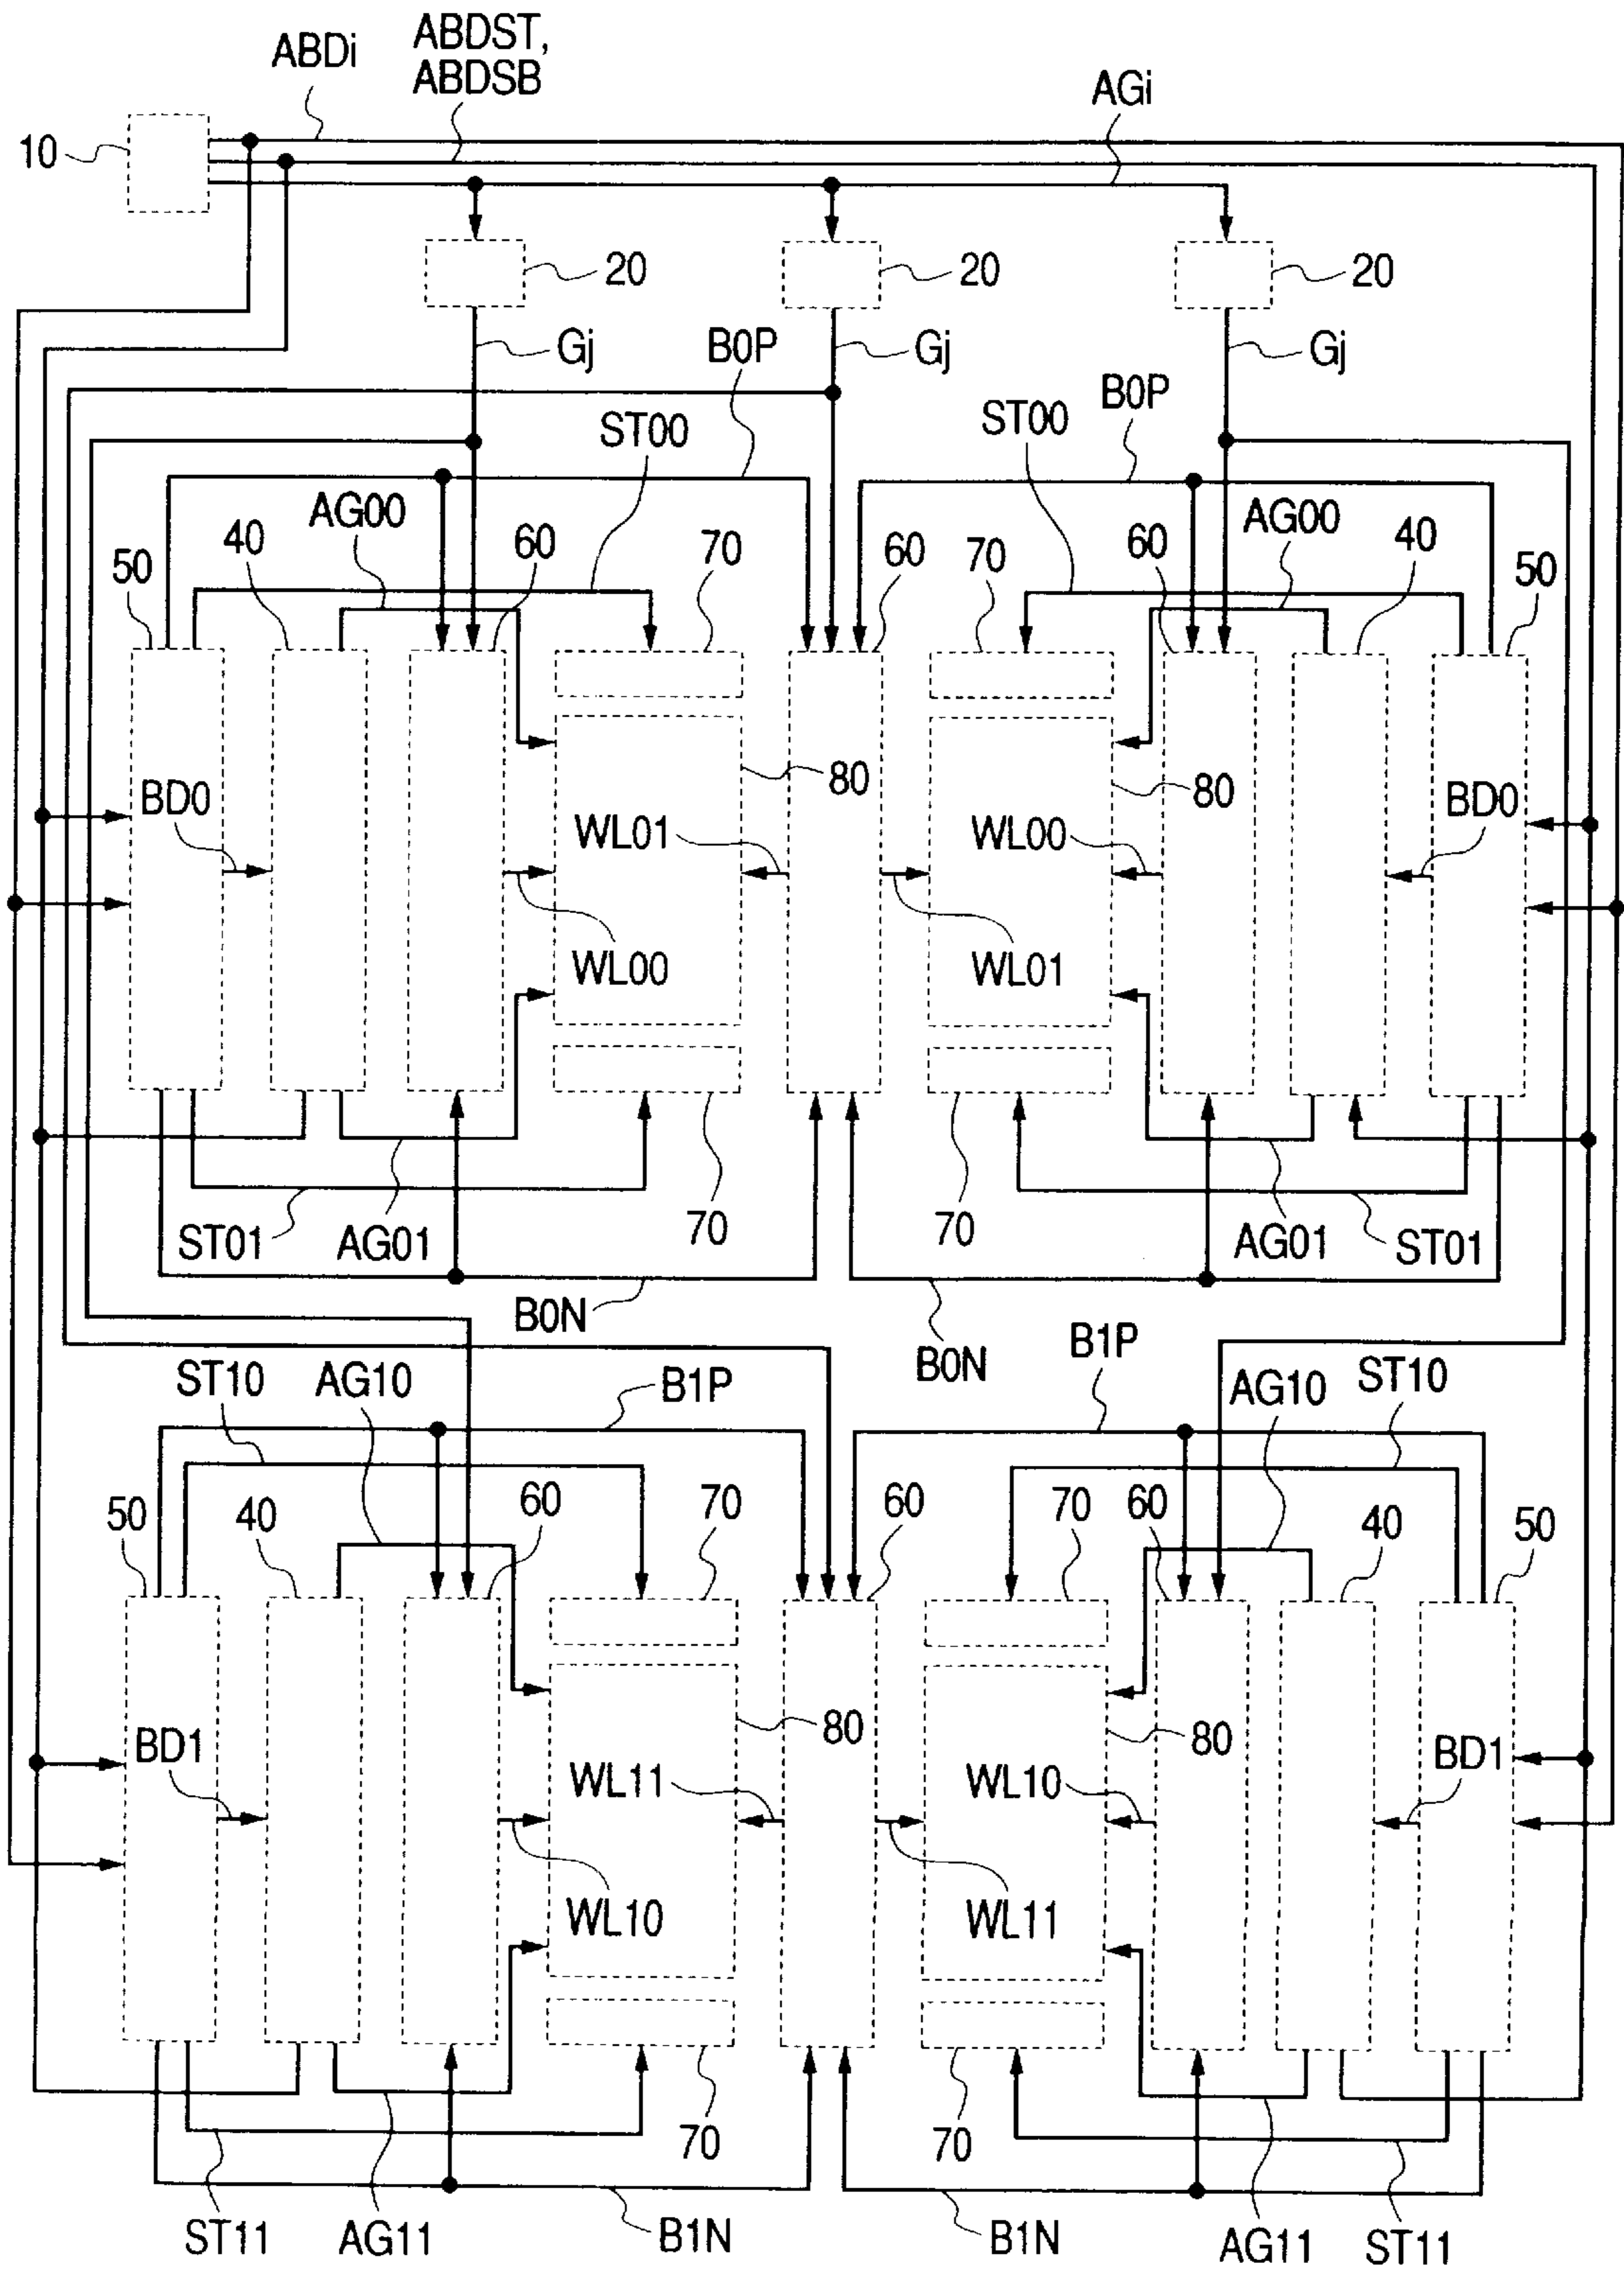 ABDi
ABDST,
ABDSB
AGi
10
20
20
20
Gj
Gj
Gj
B0P
B0P
ST00
ST00
AG00
AG00
50
40
60
70
60
70
60
40
50
BD0
80
80
BD0
WL01
WL00
WL00
WL01
ST01
AG01
70
70
AG01
ST01
B0N
B0N
ST10
AG10
B1P
B1P
AG10
ST10
50
40
60
70
60
70
60
40
50
BD1
80
80
BD1
WL11
WL10
WL10
WL11
70
70
ST11
AG11
B1N
B1N
AG11
ST11